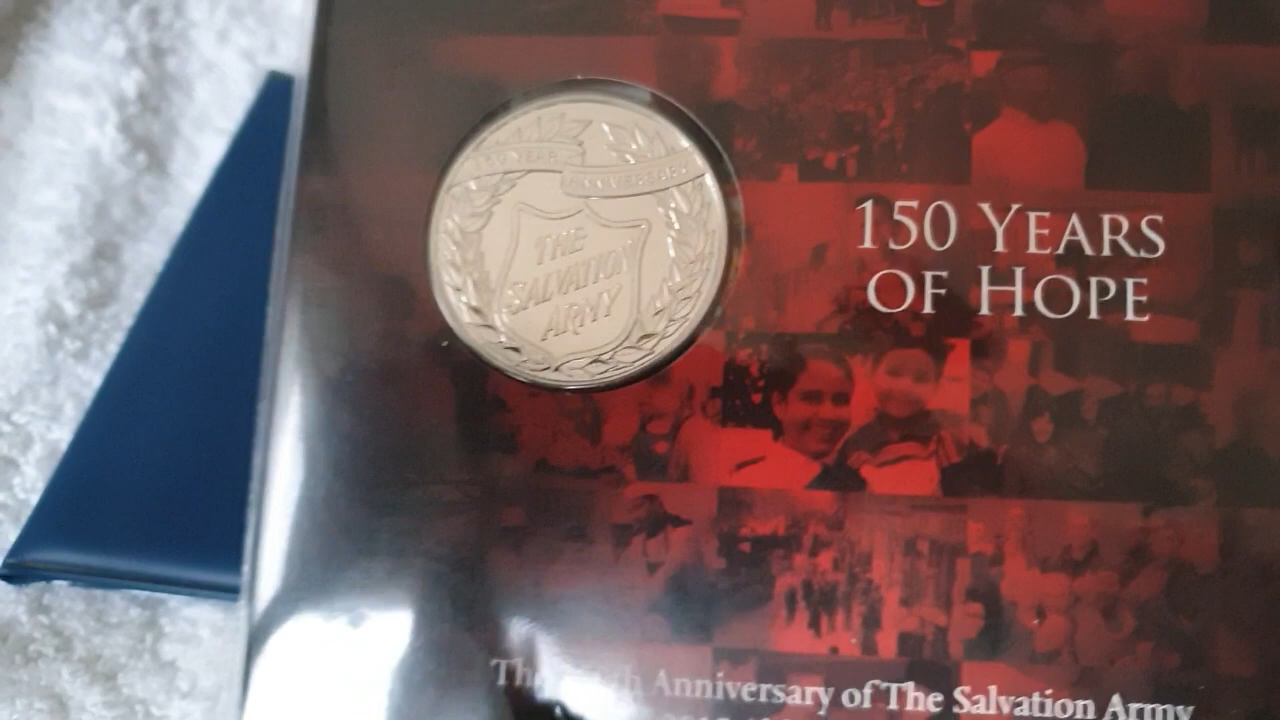 150 YEAR
ANNIVERSARY
THE
SALVATION
ARMY
150 YEARS
OF HOPE
The Anniversary of The Salvation Army